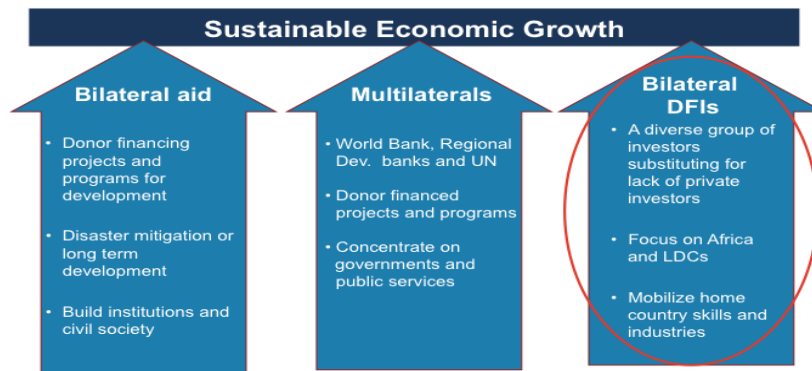 Sustainable Economic Growth
Bilateral aid
• Donor financing
projects and
programs for
development
• Disaster mitigation or
long term
development
• Build institutions and
civil society
Multilaterals
• World Bank, Regional
Dev. banks and UN
• Donor financed
projects and programs
• Concentrate on
governments and
public services
Bilateral
DFIs
• A diverse group of
investors
substituting for
lack of private
investors
• Focus on Africa
and LDCs
• Mobilize home
country skills and
industries